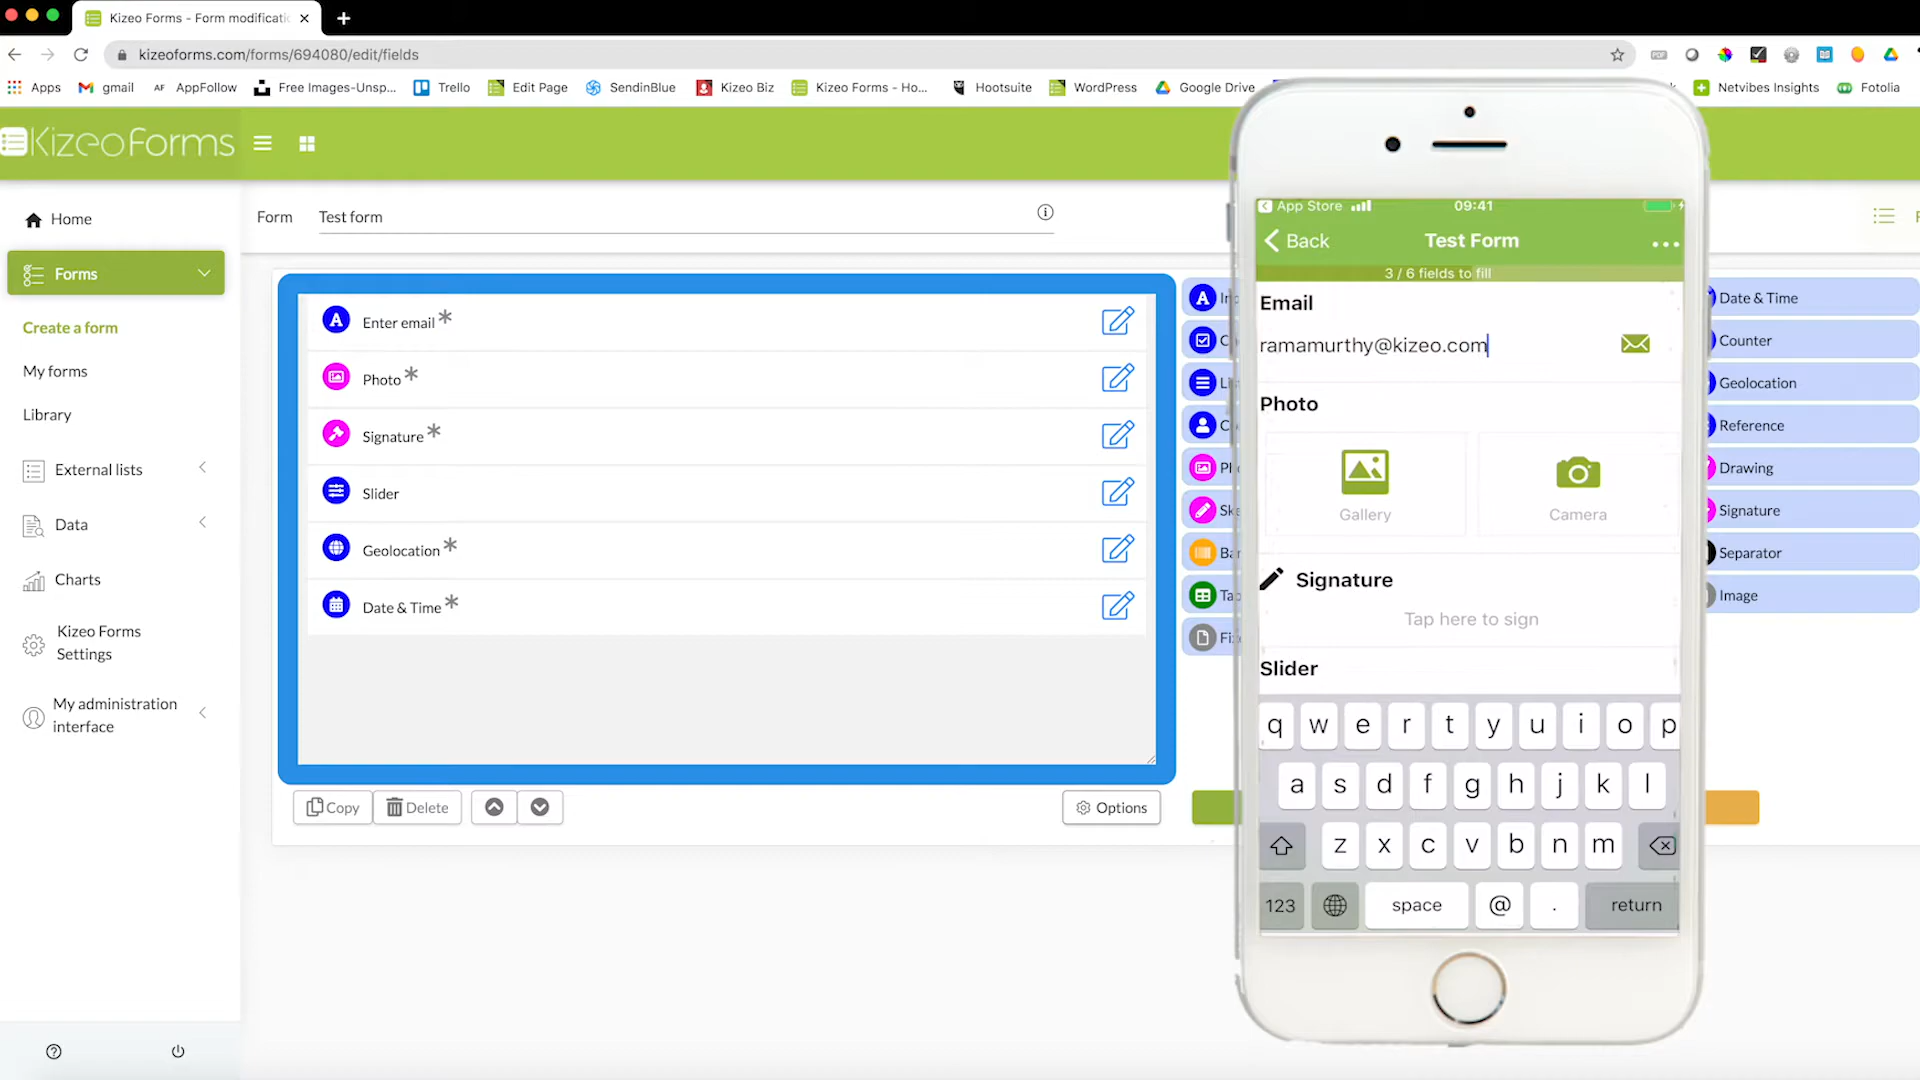 Kizeo Forms - Form modificati
kizeoforms.com/forms/694080/edit/fields
Apps
gmail
AF
AppFollow
Free Images-Unsp...
Trello
Edit Page
SendinBlue
Kizeo Biz
Kizeo Forms - Ho...
Hootsuite
WordPress
Google Drive
Netvibes Insights
Fotolia
KizeoForms
Home
Forms
Create a form
My forms
Library
External lists
Data
Charts
Kizeo Forms
Settings
My administration
interface
Form
Test form
A Enter email *
Photo *
Signature *
Slider
Geolocation *
Date & Time *
Copy
Delete
Options
A
Date & Time
Counter
Geolocation
Reference
Drawing
Signature
Separator
Image
App Store
09:41
Back
Test Form
3 / 6 fields to fill
Email
ramamurthy@kizeo.com
Photo
Gallery
Camera
Signature
Tap here to sign
Slider
q w e r t y u i o p
a s d f g h j k l
z x c v b n m
123
space
@
.
return